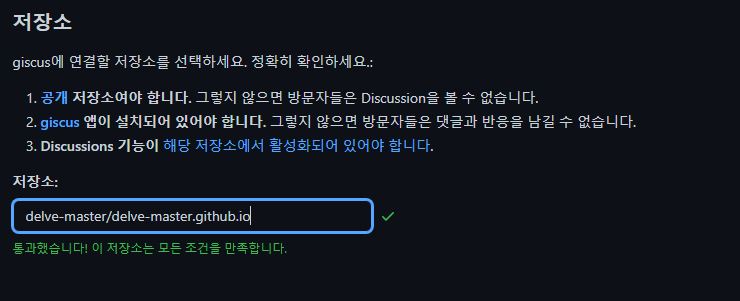 저장소
giscus에 연결할 저장소를 선택하세요. 정확히 확인하세요.:
1. 공개 저장소여야 합니다. 그렇지 않으면 방문자들은 Discussion을 볼 수 없습니다.
2. giscus 앱이 설치되어 있어야 합니다. 그렇지 않으면 방문자들은 댓글과 반응을 남길 수 없습니다.
3. Discussions 기능이 해당 저장소에서 활성화되어 있어야 합니다.
저장소:
delve-master/delve-master.github.io
통과했습니다! 이 저장소는 모든 조건을 만족합니다.